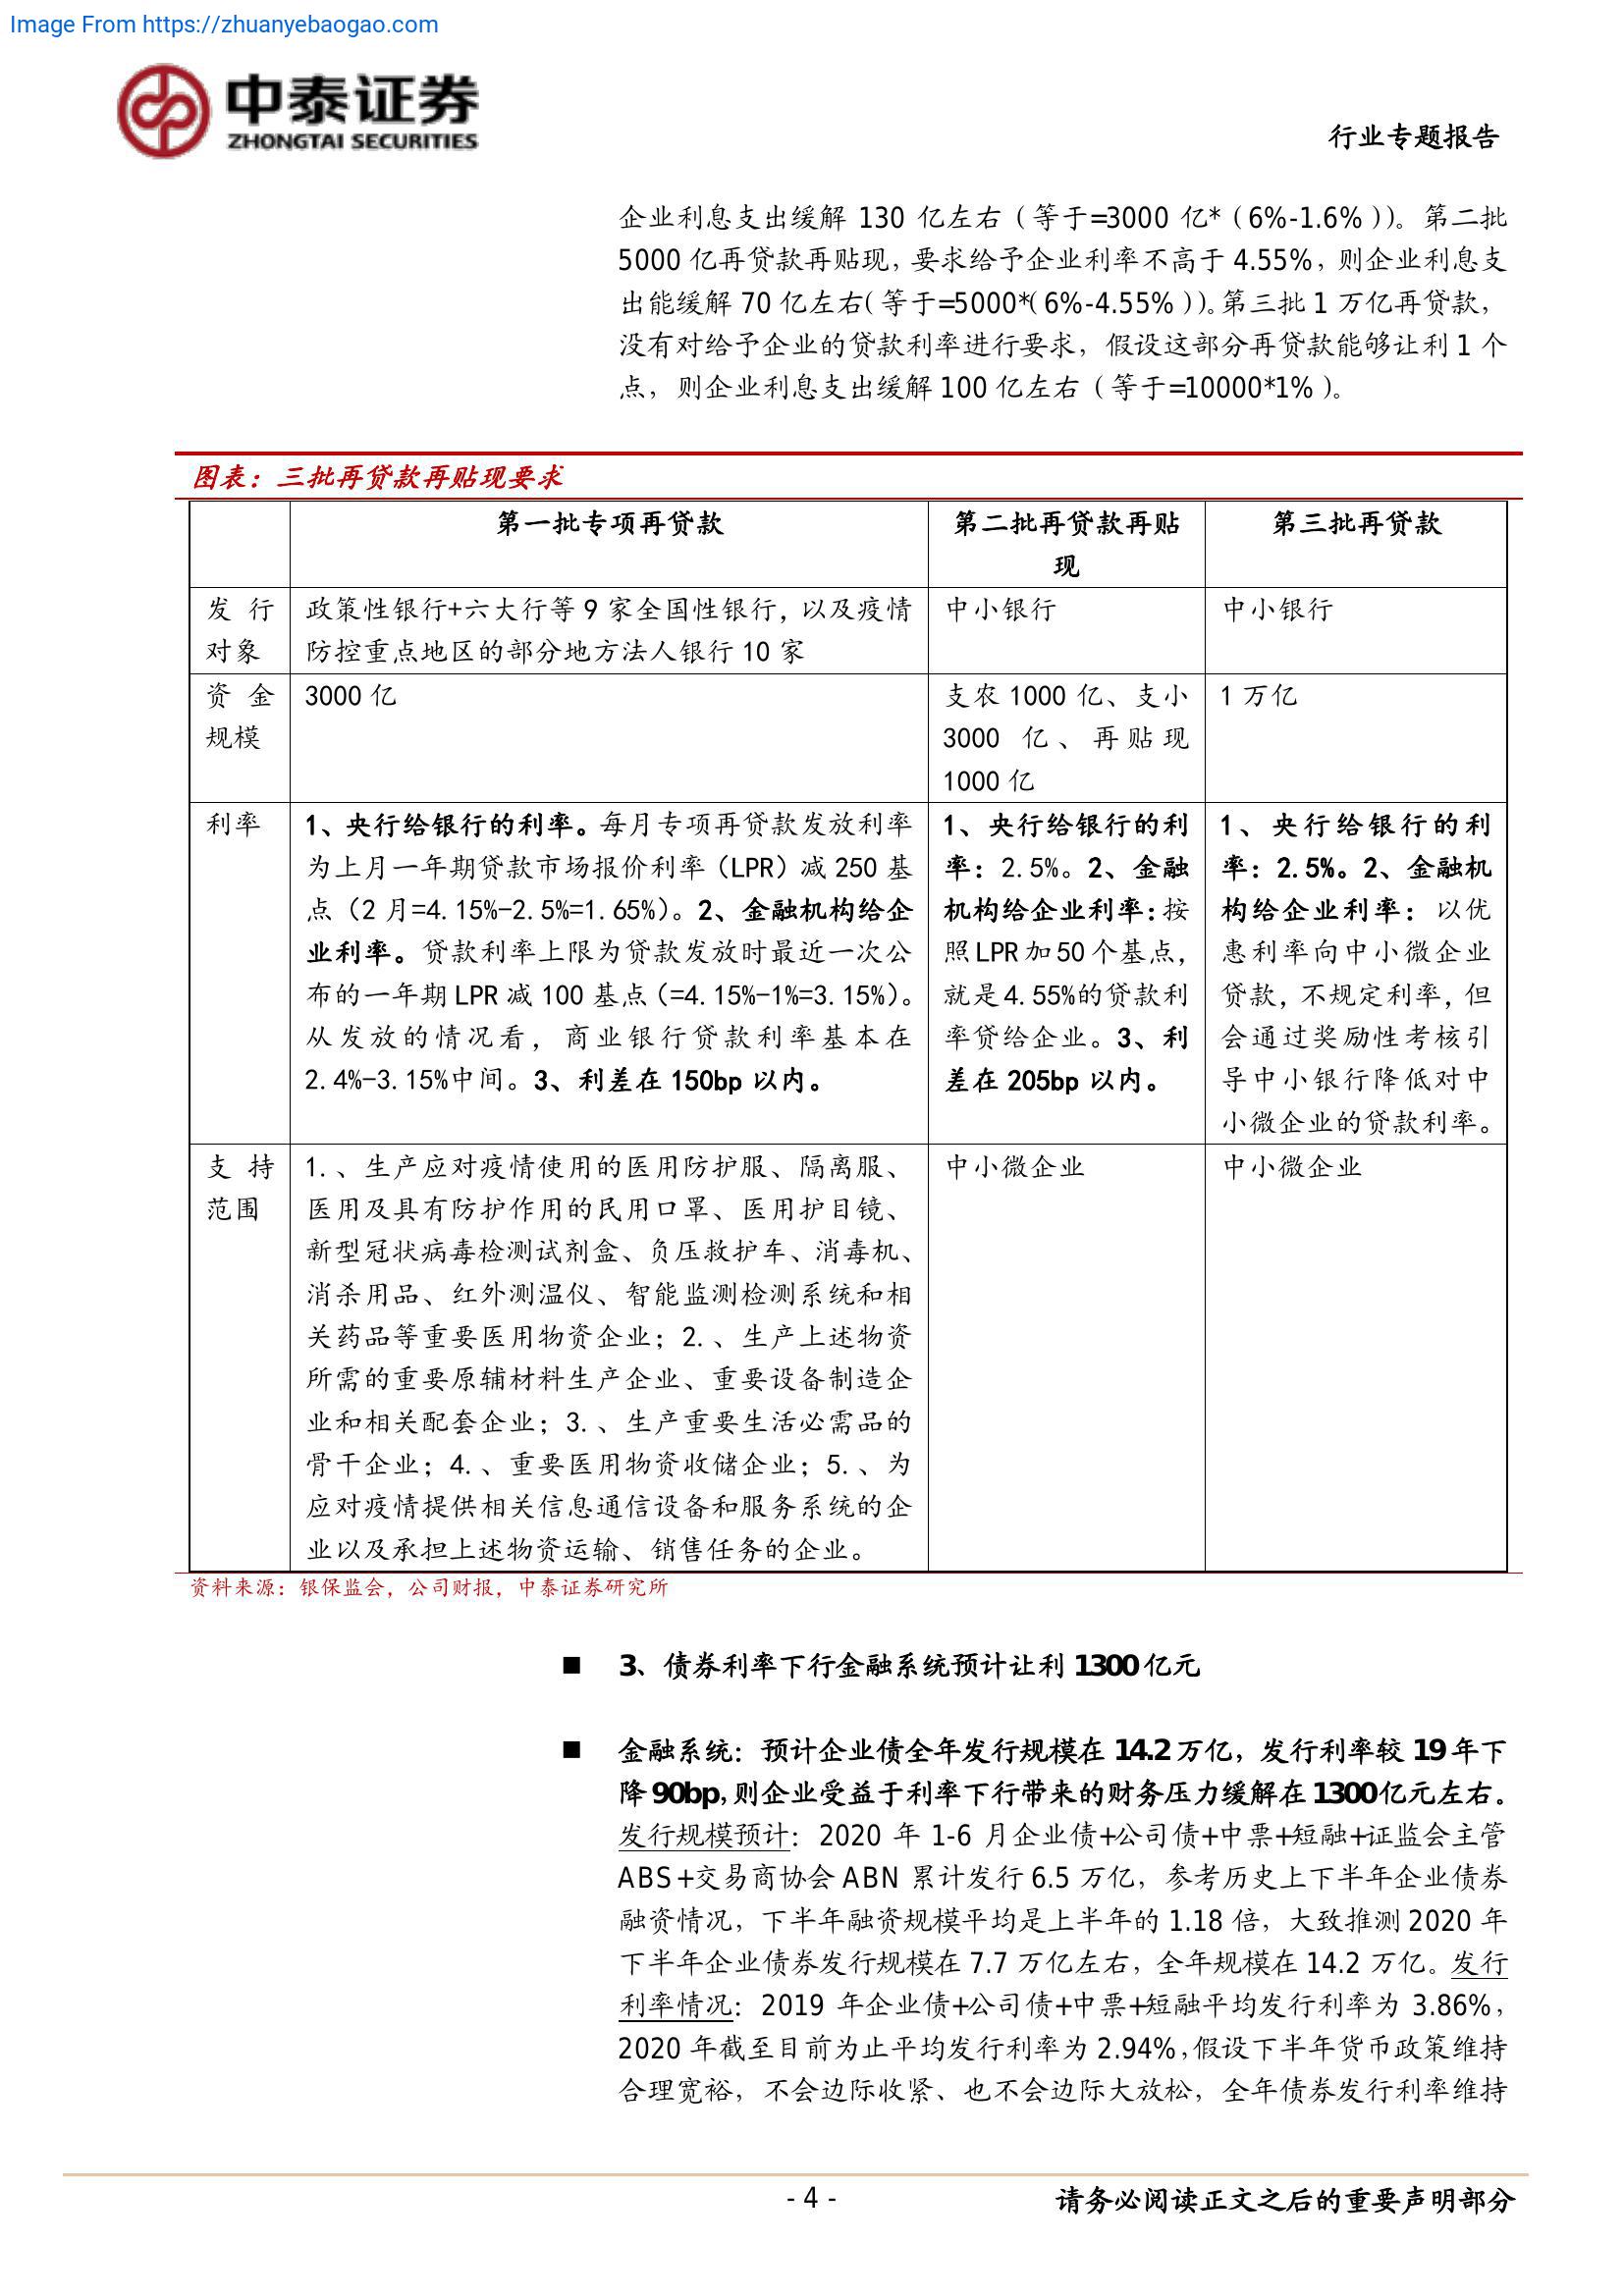 Image From https://zhuanyebaogao.com
中泰证券
ZHONGTAI SECURITIES
行业专题报告
企业利息支出缓解 130 亿左右（等于=3000 亿*（6%-1.6%））。第二批
5000 亿再贷款再贴现，要求给予企业利率不高于 4.55%，则企业利息支
出能缓解 70 亿左右（等于=5000*（6%-4.55%））。第三批 1 万亿再贷款，
没有对给予企业的贷款利率进行要求，假设这部分再贷款能够让利 1 个
点，则企业利息支出缓解 100 亿左右（等于=10000*1%）。
图表：三批再贷款再贴现要求
第一批专项再贷款
第二批再贷款再贴
现
第三批再贷款
发行
对象
政策性银行+六大行等 9 家全国性银行，以及疫情
防控重点地区的部分地方法人银行 10 家
中小银行
中小银行
资金
规模
3000 亿
支农 1000 亿、支小
3000 亿、再贴现
1000 亿
1 万亿
利率
1、央行给银行的利率。每月专项再贷款发放利率
为上月一年期贷款市场报价利率（LPR）减 250 基
点（2 月=4.15%-2.5%=1.65%）。2、金融机构给企
业利率。贷款利率上限为贷款发放时最近一次公
布的一年期 LPR 减 100 基点（=4.15%-1%=3.15%）。
从发放的情况看，商业银行贷款利率基本在
2.4%-3.15%中间。3、利差在 150bp 以内。
1、央行给银行的利
率：2.5%。2、金融
机构给企业利率：按
照 LPR 加 50 个基点，
就是 4.55%的贷款利
率贷给企业。3、利
差在 205bp 以内。
1、央行给银行的利
率：2.5%。2、金融机
构给企业利率：以优
惠利率向中小微企业
贷款，不规定利率，但
会通过奖励性考核引
导中小银行降低对中
小微企业的贷款利率。
支持
范围
1.、生产应对疫情使用的医用防护服、隔离服、
医用及具有防护作用的民用口罩、医用护目镜、
新型冠状病毒检测试剂盒、负压救护车、消毒机、
消杀用品、红外测温仪、智能监测检测系统和相
关药品等重要医用物资企业；2.、生产上述物资
所需的重要原辅材料生产企业、重要设备制造企
业和相关配套企业；3.、生产重要生活必需品的
骨干企业；4.、重要医用物资收储企业；5.、为
应对疫情提供相关信息通信设备和服务系统的企
业以及承担上述物资运输、销售任务的企业。
中小微企业
中小微企业
资料来源：银保监会，公司财报，中泰证券研究所
■ 3、债券利率下行金融系统预计让利 1300 亿元
■ 金融系统：预计企业债全年发行规模在 14.2 万亿，发行利率较 19 年下
降 90bp，则企业受益于利率下行带来的财务压力缓解在 1300 亿元左右。
发行规模预计：2020 年 1-6 月企业债+公司债+中票+短融+证监会主管
ABS+交易商协会 ABN 累计发行 6.5 万亿，参考历史上下半年企业债券
融资情况，下半年融资规模平均是上半年的 1.18 倍，大致推测 2020 年
下半年企业债券发行规模在 7.7 万亿左右，全年规模在 14.2 万亿。发行
利率情况：2019 年企业债+公司债+中票+短融平均发行利率为 3.86%，
2020 年截至目前为止平均发行利率为 2.94%，假设下半年货币政策维持
合理宽裕，不会边际收紧、也不会边际大放松，全年债券发行利率维持
- 4 -
请务必阅读正文之后的重要声明部分